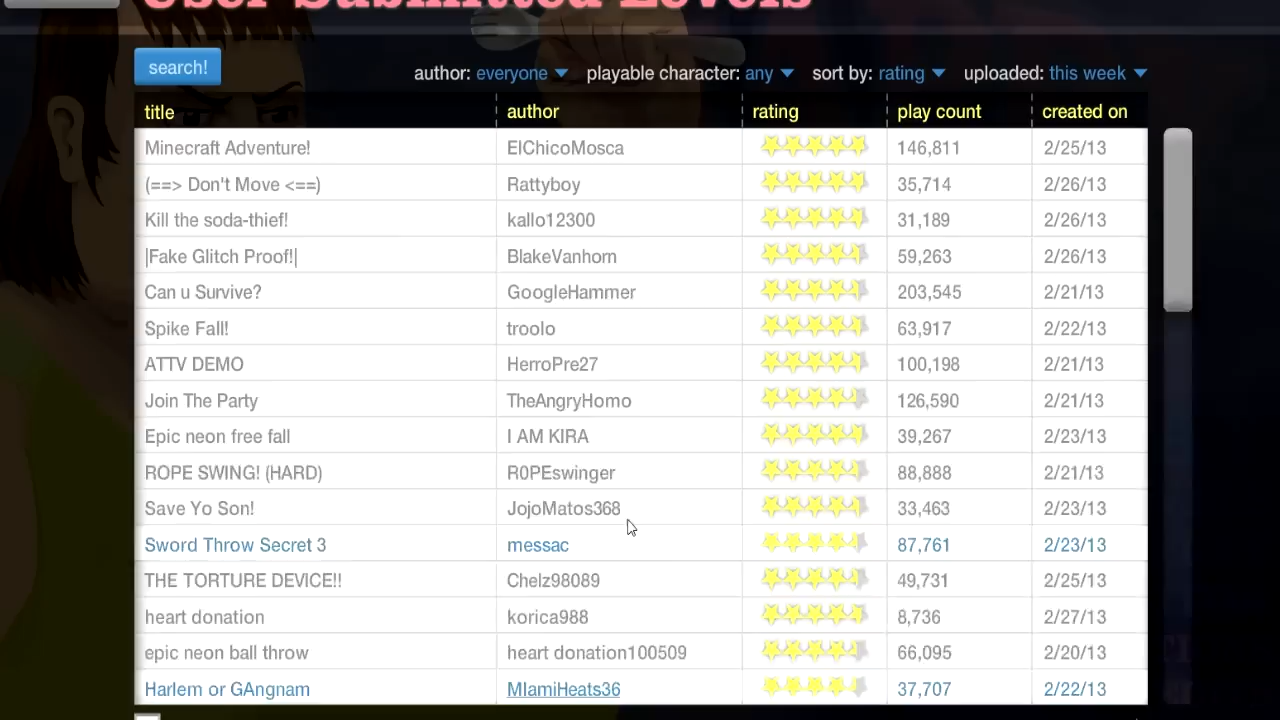 User Submitted Levels
search! author: everyone playable character: any sort by: rating uploaded: this week
title author rating play count created on
Minecraft Adventure! ElChicoMosca 146,811 2/25/13
(==> Don't Move <==) Rattyboy 35,714 2/26/13
Kill the soda-thief! kallo12300 31,189 2/26/13
|Fake Glitch Proof!| BlakeVanhorn 59,263 2/26/13
Can u Survive? GoogleHammer 203,545 2/21/13
Spike Fall! troolo 63,917 2/22/13
ATTV DEMO HerroPre27 100,198 2/21/13
Join The Party TheAngryHomo 126,590 2/21/13
Epic neon free fall I AM KIRA 39,267 2/23/13
ROPE SWING! (HARD) R0PEswinger 88,888 2/21/13
Save Yo Son! JojoMatos368 33,463 2/23/13
Sword Throw Secret 3 messac 87,761 2/23/13
THE TORTURE DEVICE!! Chelz98089 49,731 2/25/13
heart donation korica988 8,736 2/27/13
epic neon ball throw heart donation100509 66,095 2/20/13
Harlem or GAngnam MIamiHeats36 37,707 2/22/13